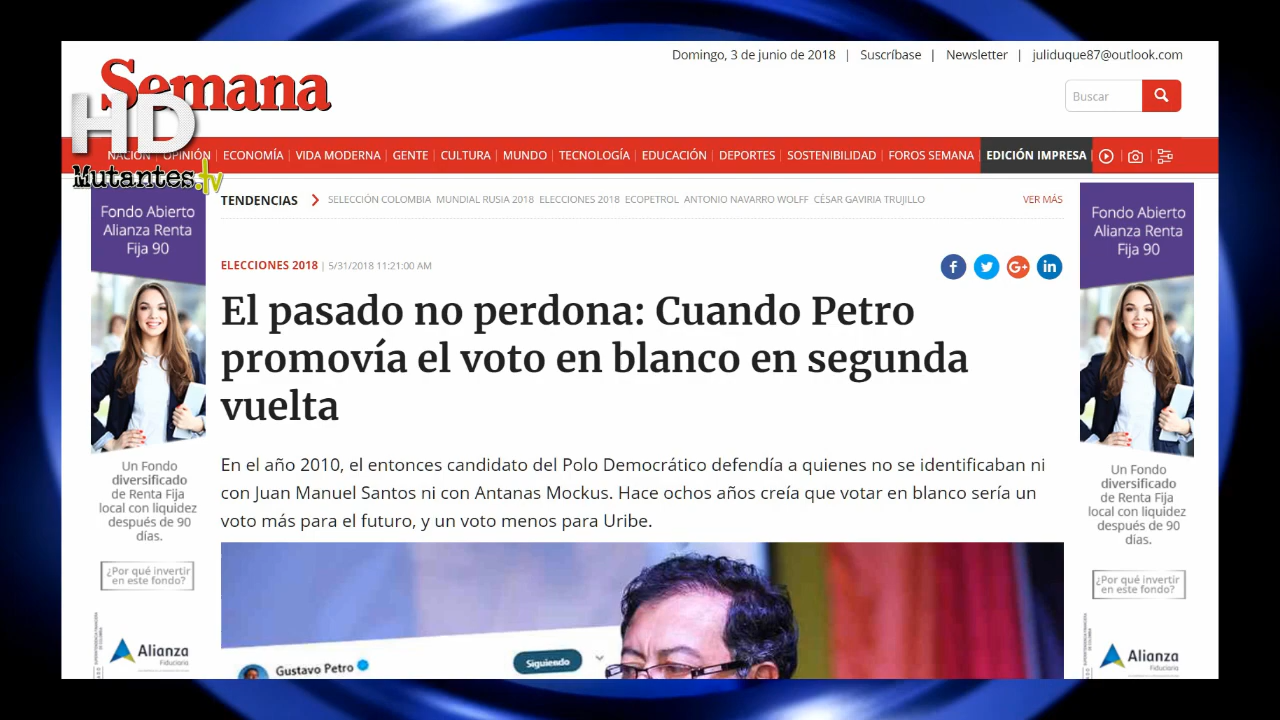 Domingo, 3 de junio de 2018 | Suscríbase | Newsletter | juliduque87@outlook.com
Semana
Buscar
HD
NACIÓN | OPINIÓN | ECONOMÍA | VIDA MODERNA | GENTE | CULTURA | MUNDO | TECNOLOGÍA | EDUCACIÓN | DEPORTES | SOSTENIBILIDAD | FOROS SEMANA | EDICIÓN IMPRESA
Mutantes.tv
TENDENCIAS SELECCIÓN COLOMBIA MUNDIAL RUSIA 2018 ELECCIONES 2018 ECOPETROL ANTONIO NAVARRO WOLFF CÉSAR GAVIRIA TRUJILLO VER MÁS
Fondo Abierto
Alianza Renta
Fija 90
Un Fondo
diversificado
de Renta Fija
local con liquidez
después de 90
días.
¿Por qué invertir
en este fondo?
Alianza
Fiduciaria
ELECCIONES 2018 | 5/31/2018 11:21:00 AM
El pasado no perdona: Cuando Petro
promovía el voto en blanco en segunda
vuelta
En el año 2010, el entonces candidato del Polo Democrático defendía a quienes no se identificaban ni
con Juan Manuel Santos ni con Antanas Mockus. Hace ochos años creía que votar en blanco sería un
voto más para el futuro, y un voto menos para Uribe.
Gustavo Petro
Siguiendo
Fondo Abierto
Alianza Renta
Fija 90
Un Fondo
diversificado
de Renta Fija
local con liquidez
después de 90
días.
¿Por qué invertir
en este fondo?
Alianza
Fiduciaria